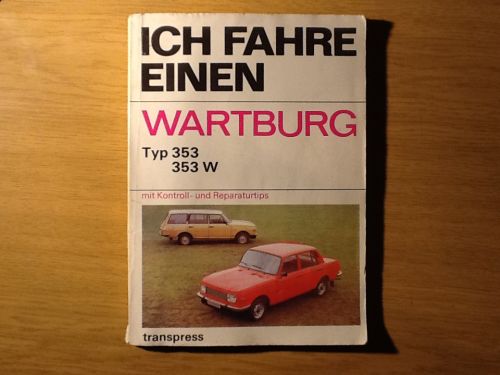 ICH FAHRE
EINEN
WARTBURG
Typ 353
353 W
mit Kontroll- und Reparaturtips
transpress